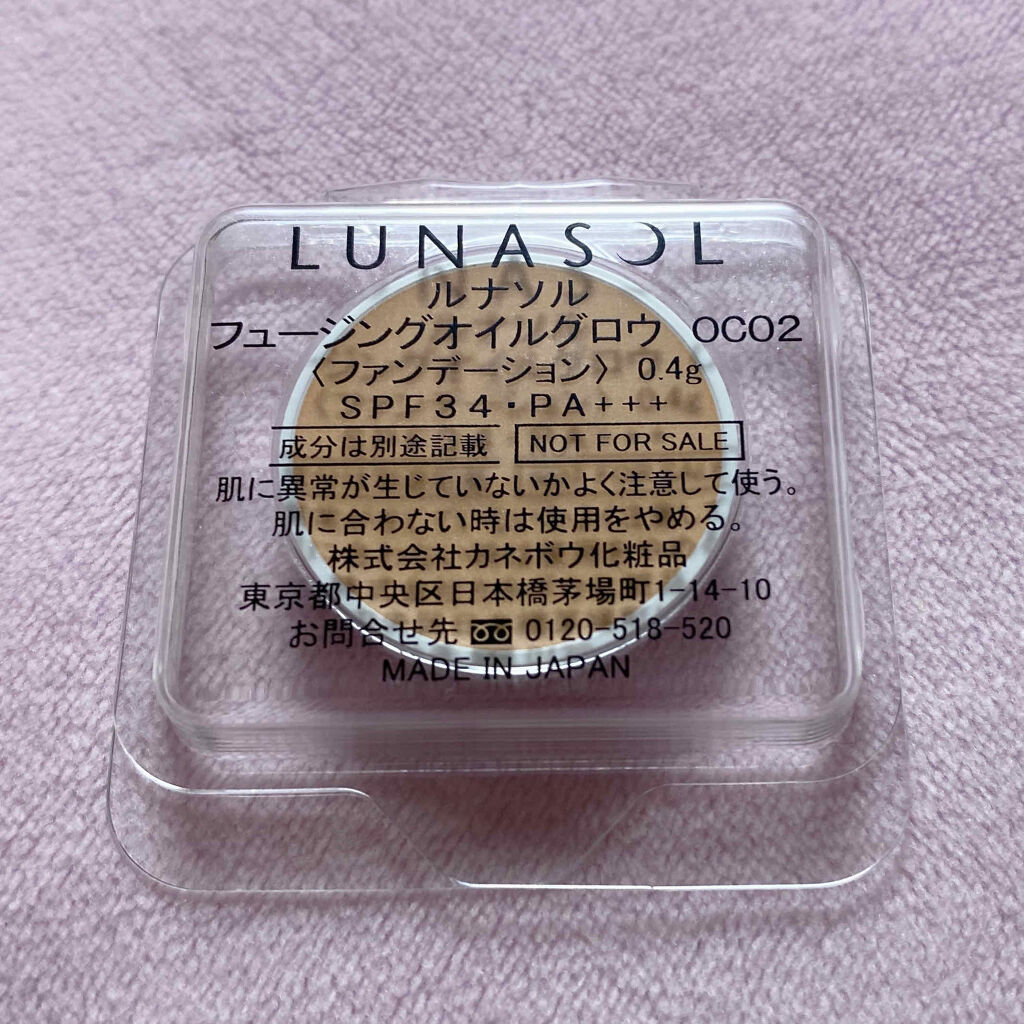 LUNASOL
ルナソル
フュージングオイルグロウ OC02
〈ファンデーション〉 0.4g
SPF34・PA+++
成分は別途記載 NOT FOR SALE
肌に異常が生じていないかよく注意して使う。
肌に合わない時は使用をやめる。
株式会社カネボウ化粧品
東京都中央区日本橋茅場町1-14-10
お問合せ先 0120-518-520
MADE IN JAPAN